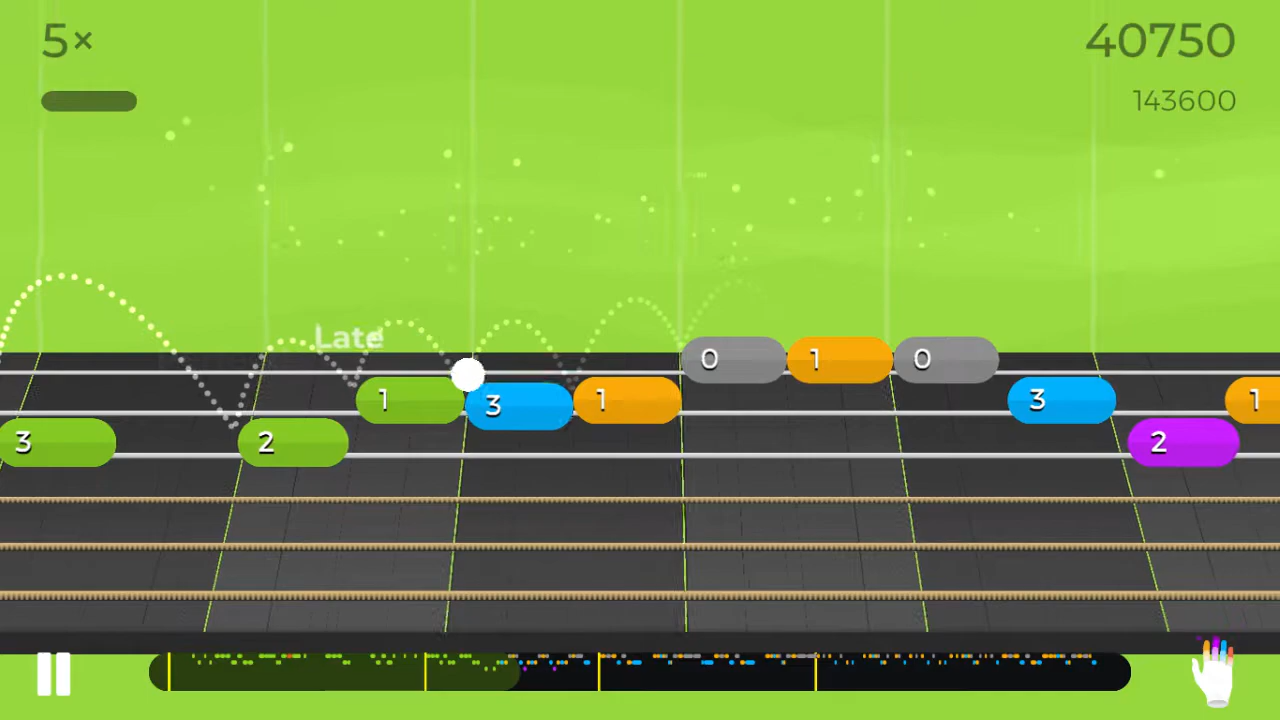 5× 40750
143600
Late
0 1 0
1 3 1 3 1
3 2 2